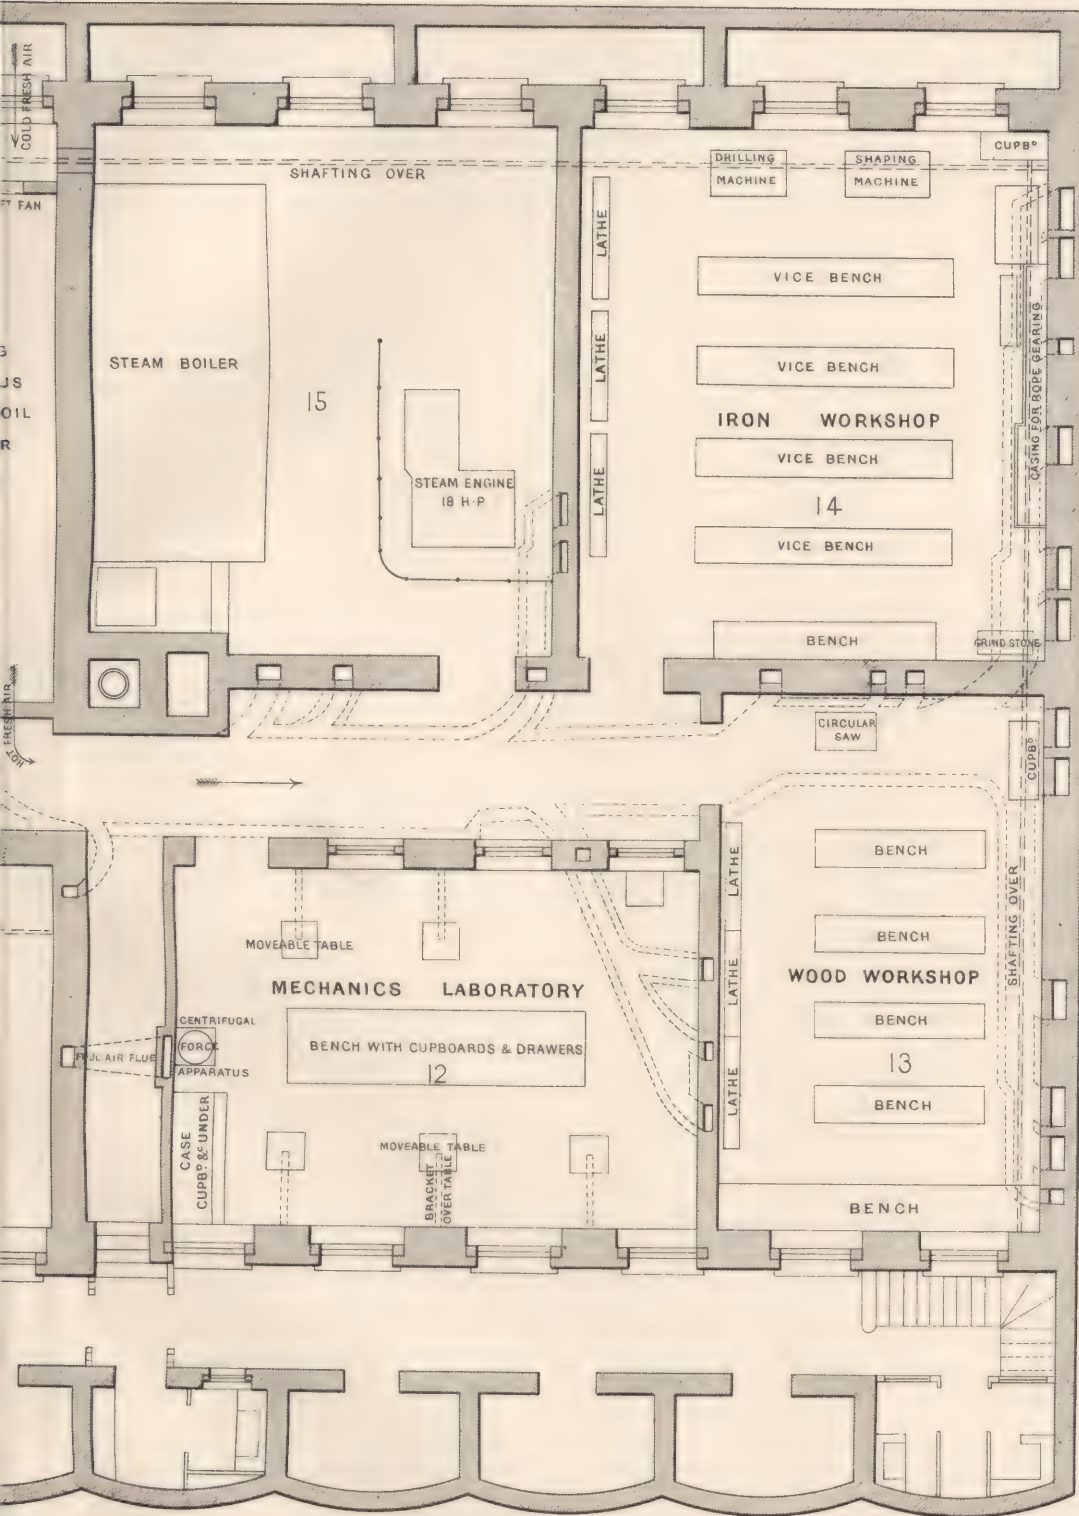 COLD FRESH AIR
FAN
SHAFTING OVER
STEAM BOILER
15
STEAM ENGINE
18 H·P
DRILLING
MACHINE
SHAPING
MACHINE
CUPBD
LATHE
LATHE
LATHE
VICE BENCH
VICE BENCH
IRON WORKSHOP
VICE BENCH
14
VICE BENCH
BENCH
GRIND STONE
CASING FOR ROPE GEARING
OIL
R
HOT FRESH AIR
CIRCULAR
SAW
CUPBD
LATHE
LATHE
LATHE
BENCH
BENCH
WOOD WORKSHOP
BENCH
13
BENCH
BENCH
SHAFTING OVER
MOVEABLE TABLE
MECHANICS LABORATORY
CENTRIFUGAL
FORCE
APPARATUS
FOUL AIR FLUE
BENCH WITH CUPBOARDS & DRAWERS
12
CASE
CUPBD &c UNDER
MOVEABLE TABLE
BRACKET
OVER TABLE